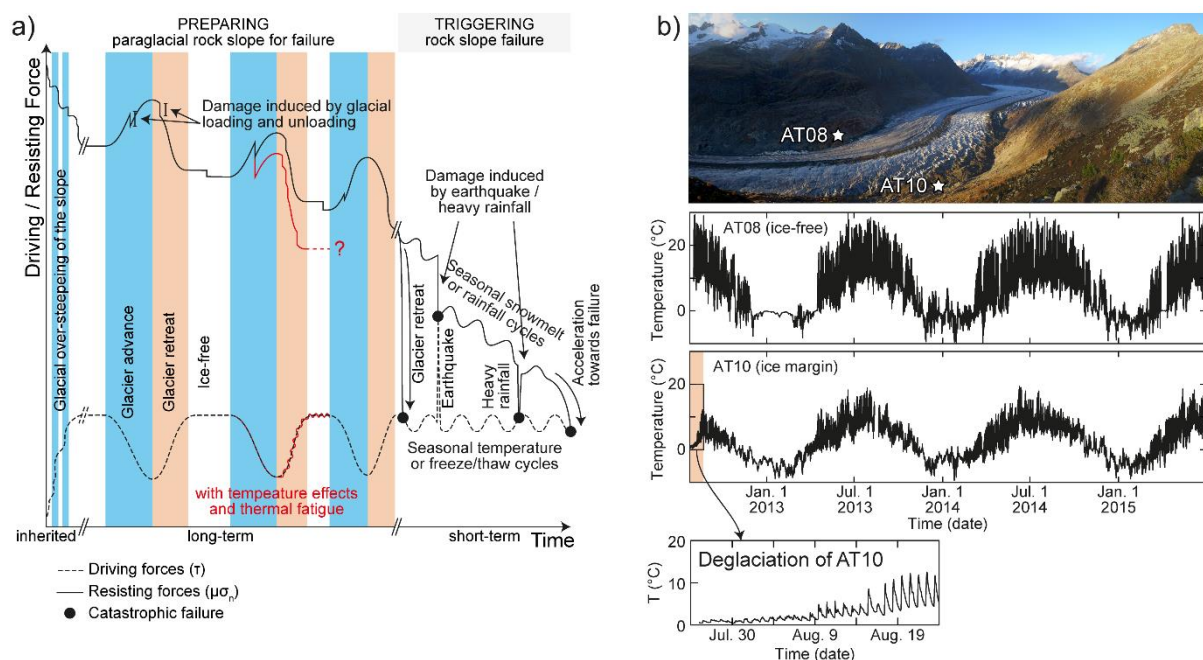 a)
PREPARING
paraglacial rock slope for failure
TRIGGERING
rock slope failure
Driving / Resisting Force
Damage induced by glacial
loading and unloading
Glacial over-steepeing of the slope
Glacier advance
Glacier retreat
Ice-free
?
Damage induced
by earthquake /
heavy rainfall
Seasonal snowmelt
or rainfall cycles
Glacier retreat
Earthquake
Heavy
rainfall
Acceleration
towards failure
Seasonal temperature
or freeze/thaw cycles
with tempeature effects
and thermal fatigue
inherited
long-term
short-term
Time
Driving forces (τ)
Resisting forces (μσn)
Catastrophic failure
b)
AT08
AT10
AT08 (ice-free)
Temperature (°C)
20
0
AT10 (ice margin)
Temperature (°C)
20
0
Jan. 1
2013
Jul. 1
2013
Jan. 1
2014
Jul. 1
2014
Jan. 1
2015
Time (date)
Deglaciation of AT10
T (°C)
20
10
0
Jul. 30
Aug. 9
Aug. 19
Time (date)